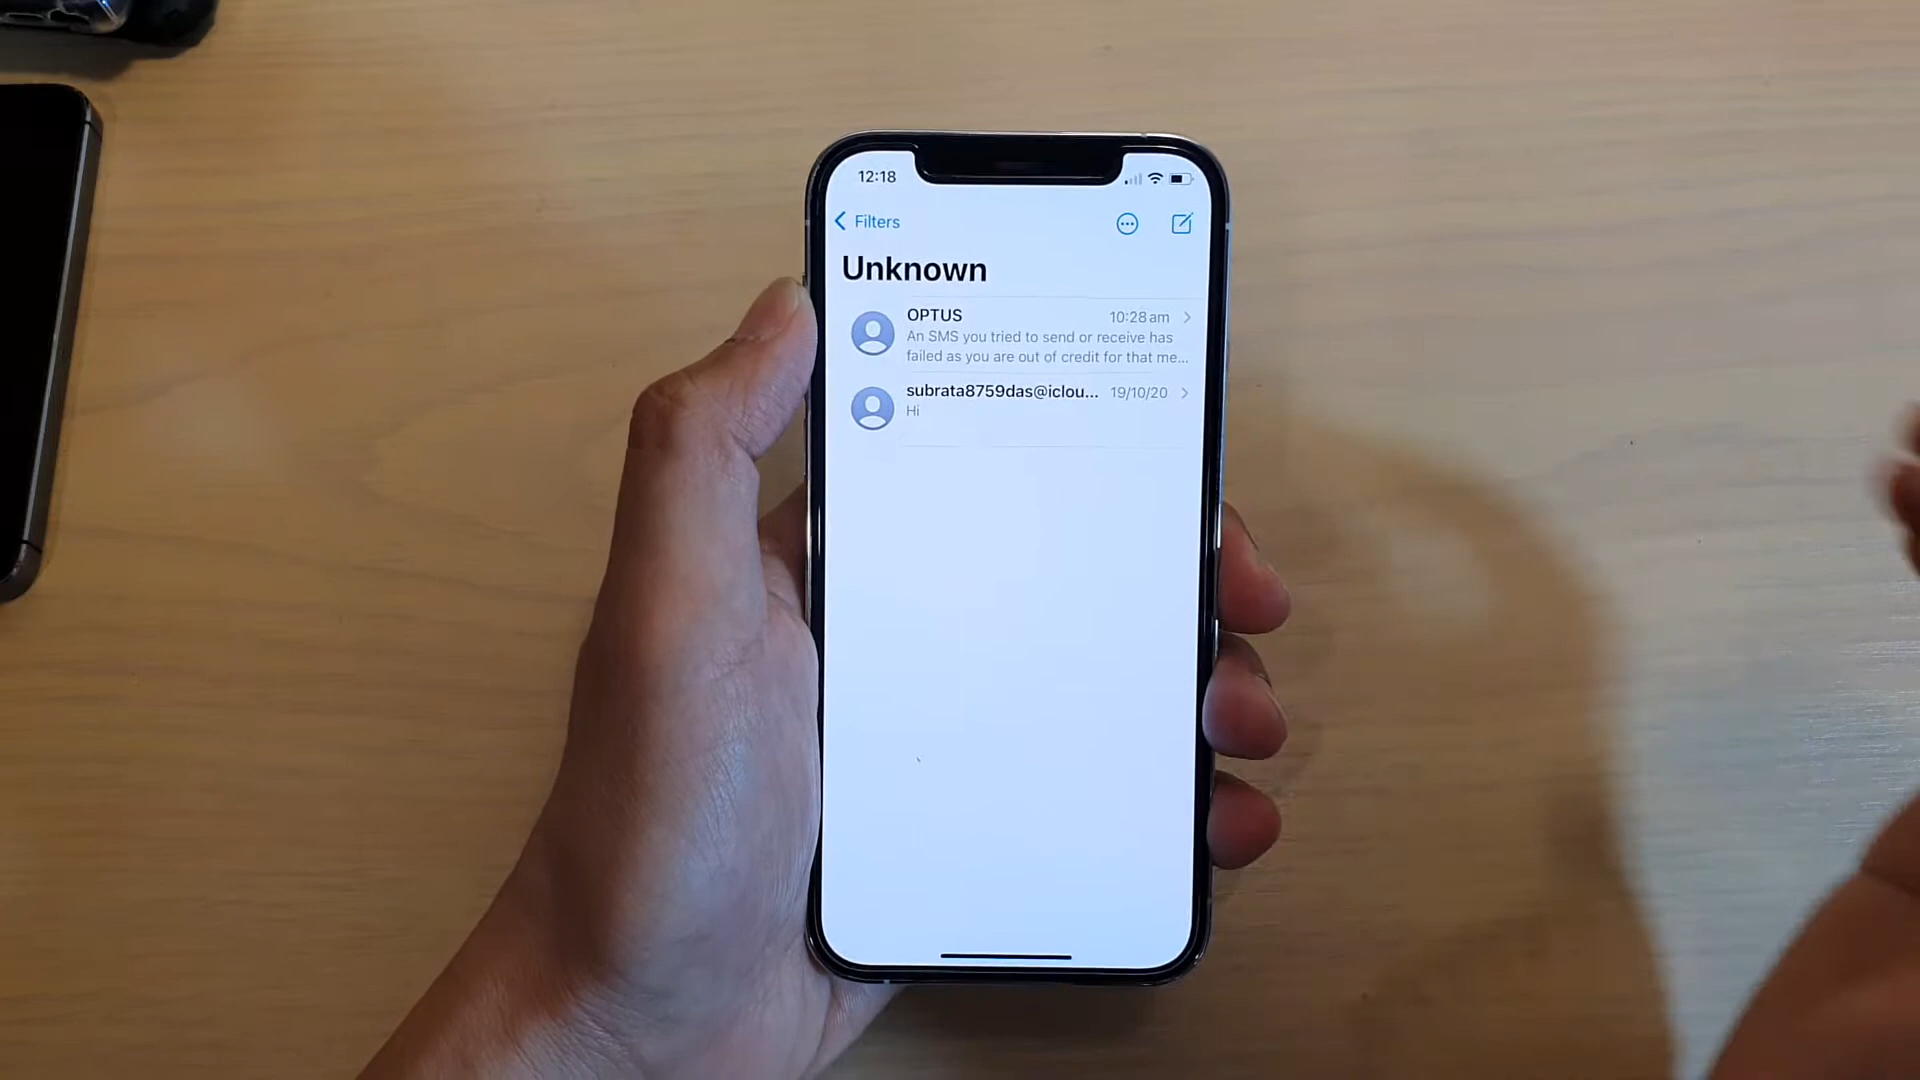 12:18
Filters
Unknown
OPTUS 10:28 am
An SMS you tried to send or receive has
failed as you are out of credit for that me...
subrata8759das@iclou... 19/10/20
Hi